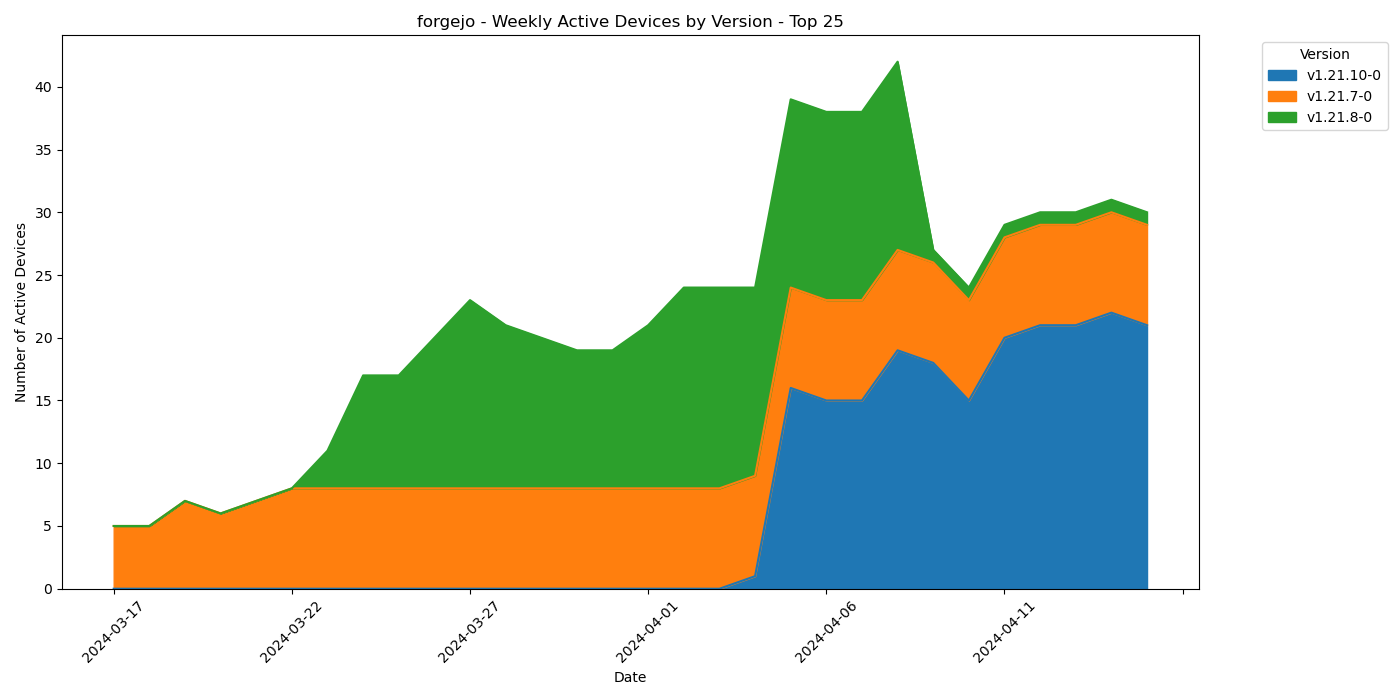 forgejo - Weekly Active Devices by Version - Top 25
Version
v1.21.10-0
v1.21.7-0
v1.21.8-0
Number of Active Devices
40
35
30
25
20
15
10
5
0
2024-03-17
2024-03-22
2024-03-27
2024-04-01
2024-04-06
2024-04-11
Date